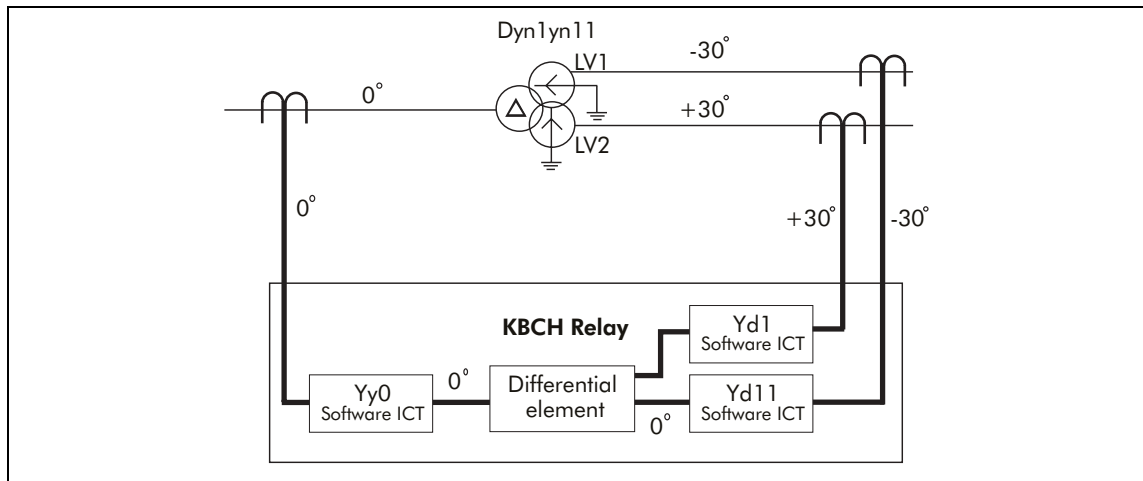 Dyn1yn11
LV1
-30°
0°
+30°
LV2
0°
+30°
-30°
KBCH Relay
Yd1
Software ICT
Yy0
Software ICT
0°
Differential
element
0°
Yd11
Software ICT